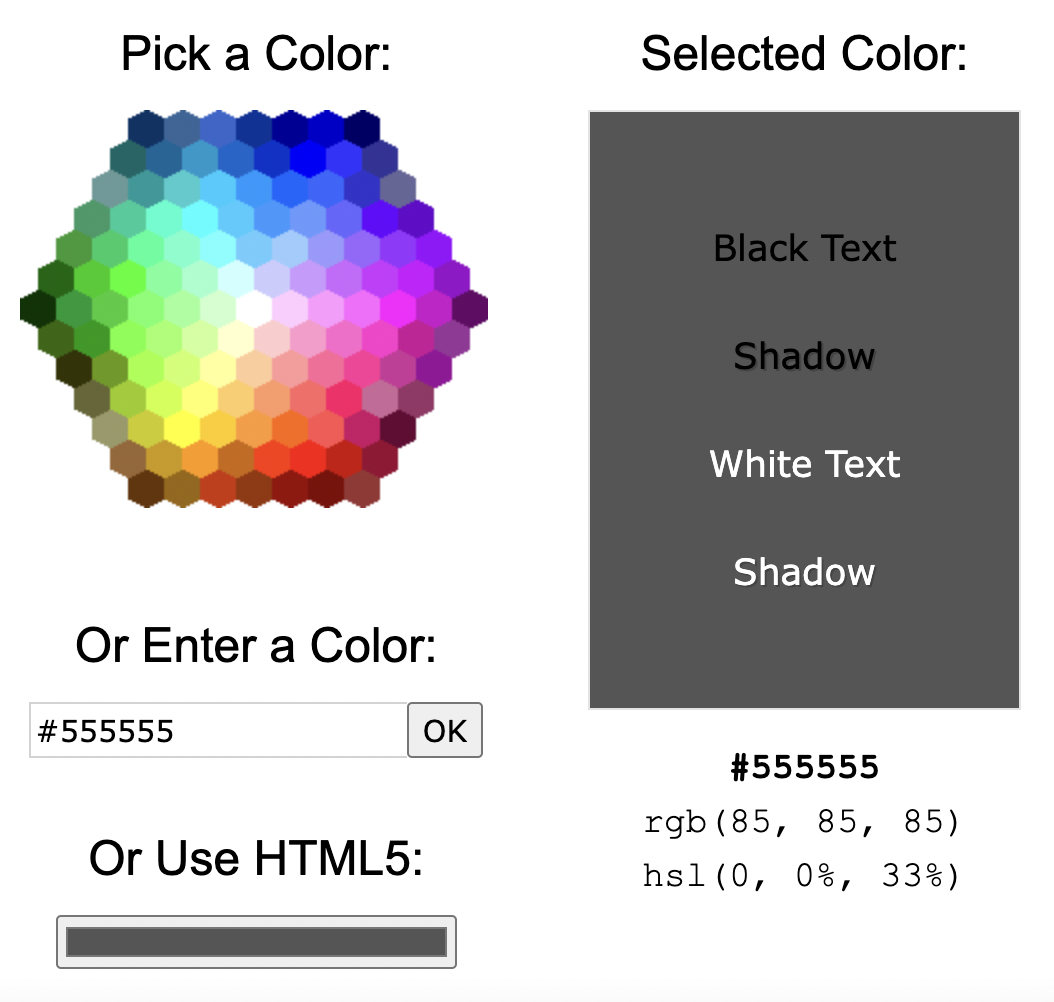 Pick a Color:
Or Enter a Color:
#555555
OK
Or Use HTML5:
Selected Color:
Black Text
Shadow
White Text
Shadow
#555555
rgb(85, 85, 85)
hsl(0, 0%, 33%)